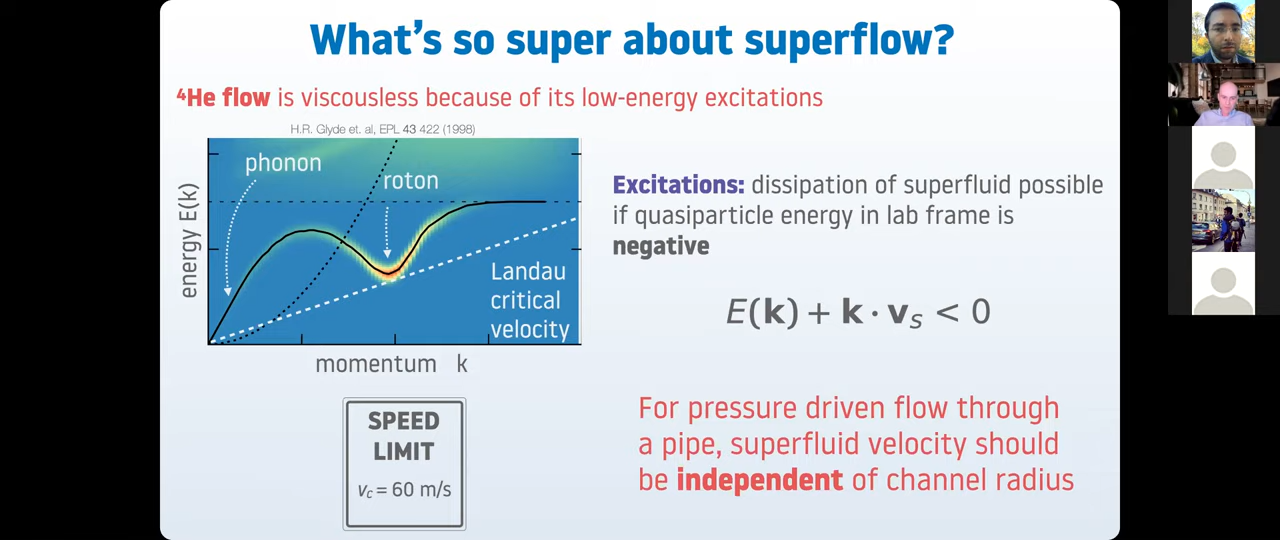 What's so super about superflow?
⁴He flow is viscousless because of its low-energy excitations
H.R. Glyde et. al, EPL 43 422 (1998)
phonon
roton
energy E(k)
Landau
critical
velocity
momentum k
Excitations: dissipation of superfluid possible
if quasiparticle energy in lab frame is
negative
E(k) + k · vₛ < 0
SPEED
LIMIT
v_c = 60 m/s
For pressure driven flow through
a pipe, superfluid velocity should
be independent of channel radius